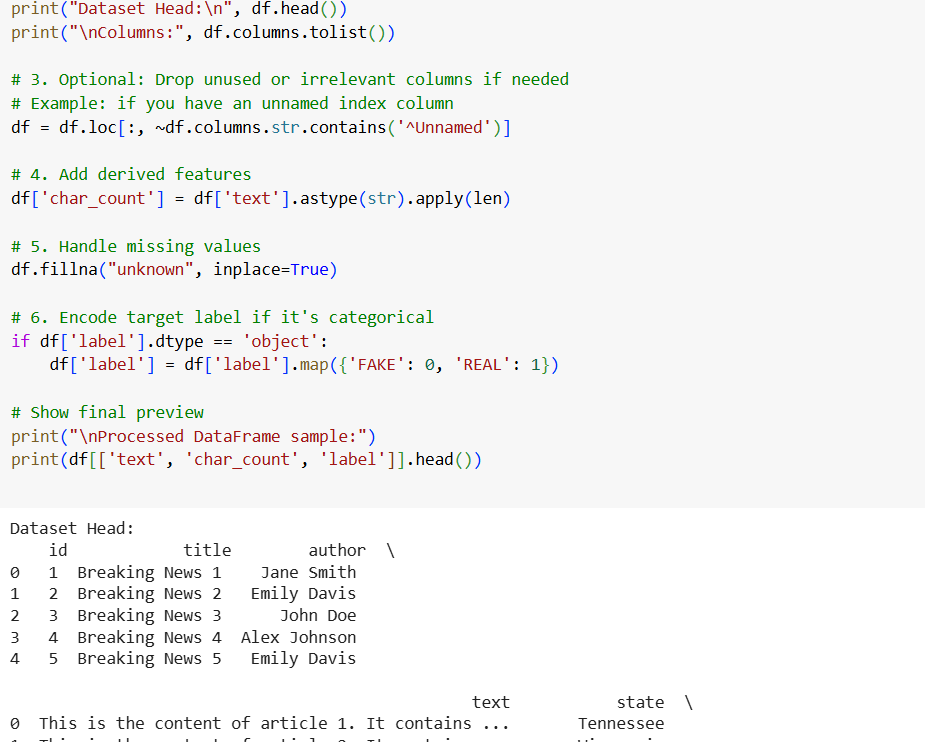 print("Dataset Head:\n", df.head())
print("\nColumns:", df.columns.tolist())

# 3. Optional: Drop unused or irrelevant columns if needed
# Example: if you have an unnamed index column
df = df.loc[:, ~df.columns.str.contains('^Unnamed')]

# 4. Add derived features
df['char_count'] = df['text'].astype(str).apply(len)

# 5. Handle missing values
df.fillna("unknown", inplace=True)

# 6. Encode target label if it's categorical
if df['label'].dtype == 'object':
    df['label'] = df['label'].map({'FAKE': 0, 'REAL': 1})

# Show final preview
print("\nProcessed DataFrame sample:")
print(df[['text', 'char_count', 'label']].head())

Dataset Head:
    id            title        author  \
0   1  Breaking News 1    Jane Smith
1   2  Breaking News 2   Emily Davis
2   3  Breaking News 3      John Doe
3   4  Breaking News 4  Alex Johnson
4   5  Breaking News 5   Emily Davis

                                                text           state  \
0  This is the content of article 1. It contains ...       Tennessee